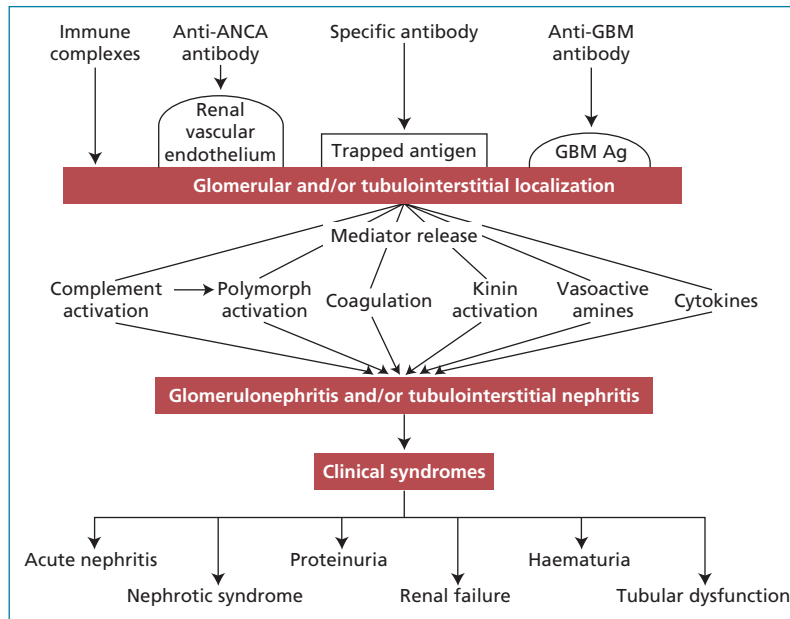 Immune
complexes
Anti-ANCA
antibody
Specific antibody
Anti-GBM
antibody
Renal
vascular
endothelium
Trapped antigen
GBM Ag
Glomerular and/or tubulointerstitial localization
Mediator release
Complement
activation
Polymorph
activation
Coagulation
Kinin
activation
Vasoactive
amines
Cytokines
Glomerulonephritis and/or tubulointerstitial nephritis
Clinical syndromes
Acute nephritis
Proteinuria
Haematuria
Nephrotic syndrome
Renal failure
Tubular dysfunction